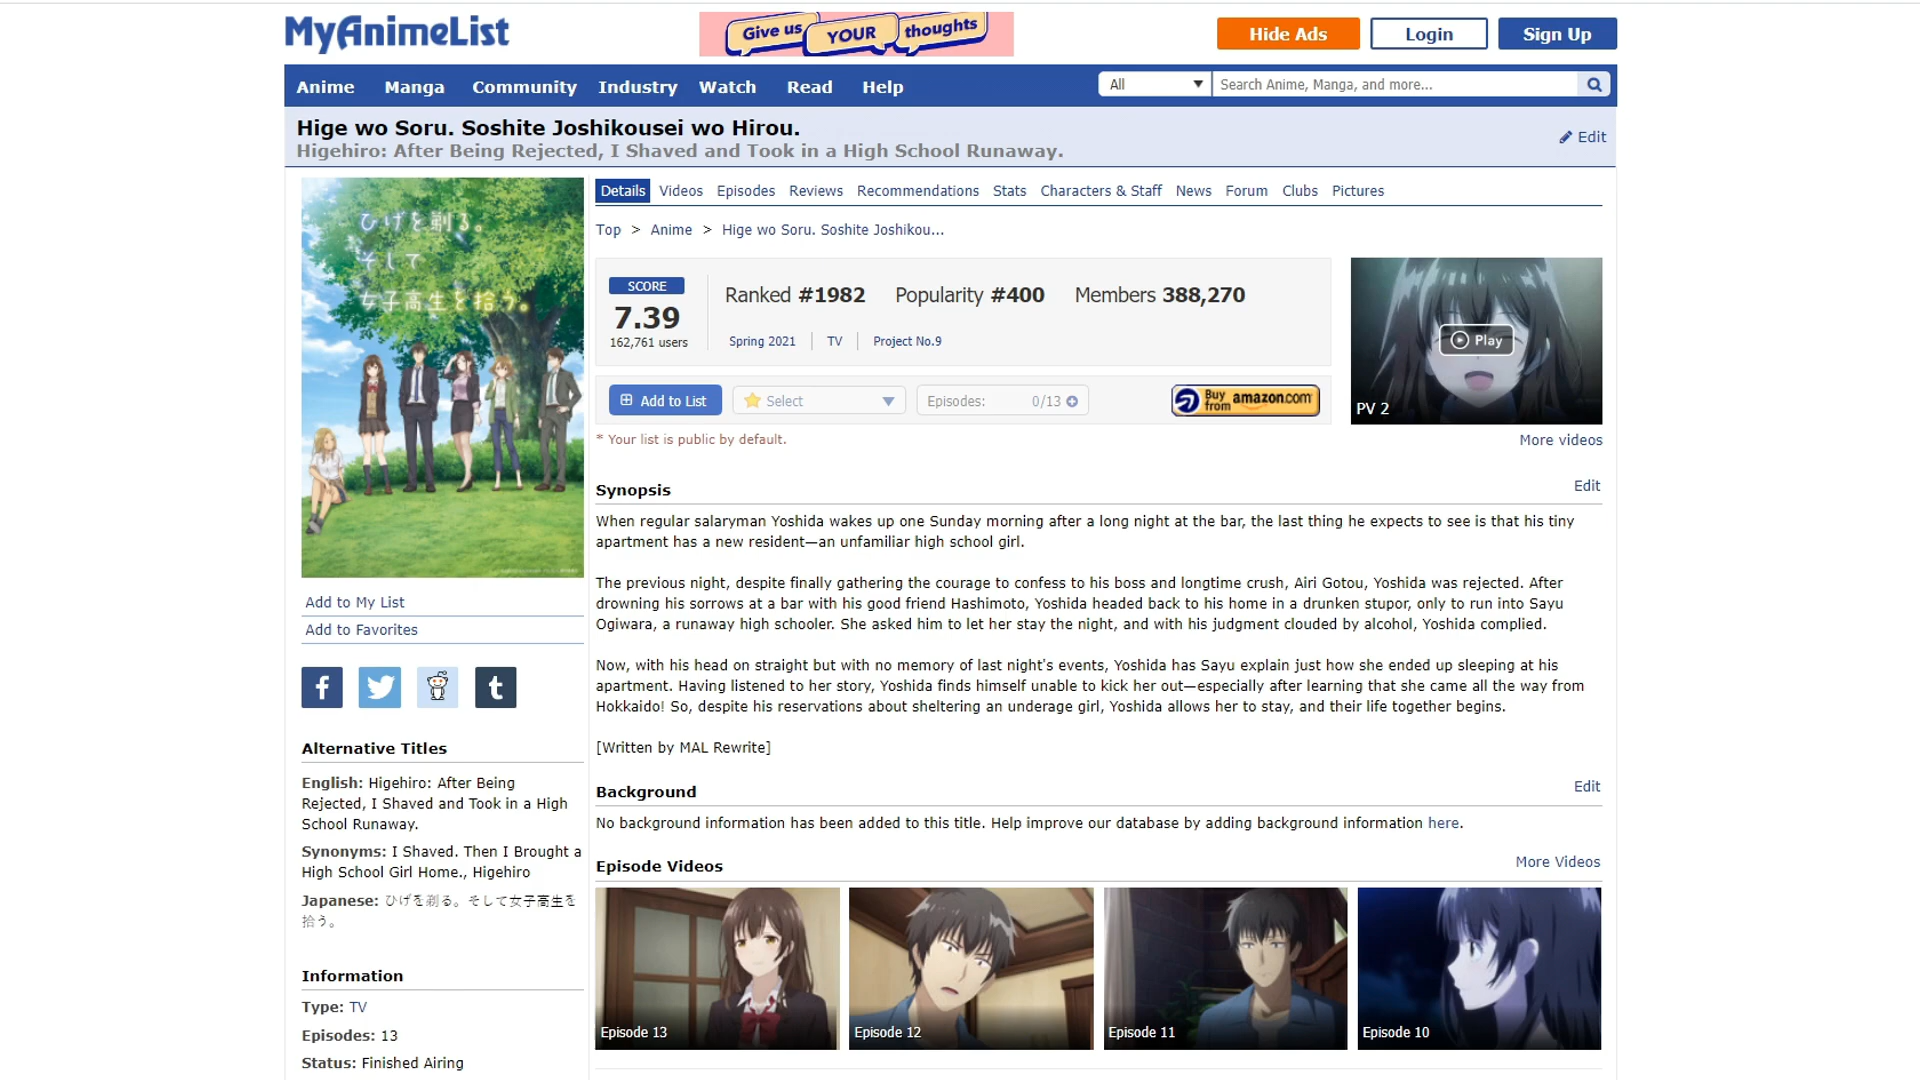 MyAnimeList
Give us YOUR thoughts
Hide Ads
Login
Sign Up
Anime Manga Community Industry Watch Read Help
All
Search Anime, Manga, and more...
Hige wo Soru. Soshite Joshikousei wo Hirou.
Higehiro: After Being Rejected, I Shaved and Took in a High School Runaway.
Edit
ひげを剃る。
そして
女子高生を拾う。
Add to My List
Add to Favorites
Alternative Titles
English: Higehiro: After Being
Rejected, I Shaved and Took in a High
School Runaway.
Synonyms: I Shaved. Then I Brought a
High School Girl Home., Higehiro
Japanese: ひげを剃る。そして女子高生を
拾う。
Information
Type: TV
Episodes: 13
Status: Finished Airing
Details Videos Episodes Reviews Recommendations Stats Characters & Staff News Forum Clubs Pictures
Top > Anime > Hige wo Soru. Soshite Joshikou...
SCORE
7.39
162,761 users
Ranked #1982 Popularity #400 Members 388,270
Spring 2021 TV Project No.9
Add to List
Select
Episodes: 0/13
Buy from amazon.com
* Your list is public by default.
Play
PV 2
More videos
Synopsis
Edit
When regular salaryman Yoshida wakes up one Sunday morning after a long night at the bar, the last thing he expects to see is that his tiny
apartment has a new resident—an unfamiliar high school girl.
The previous night, despite finally gathering the courage to confess to his boss and longtime crush, Airi Gotou, Yoshida was rejected. After
drowning his sorrows at a bar with his good friend Hashimoto, Yoshida headed back to his home in a drunken stupor, only to run into Sayu
Ogiwara, a runaway high schooler. She asked him to let her stay the night, and with his judgment clouded by alcohol, Yoshida complied.
Now, with his head on straight but with no memory of last night's events, Yoshida has Sayu explain just how she ended up sleeping at his
apartment. Having listened to her story, Yoshida finds himself unable to kick her out—especially after learning that she came all the way from
Hokkaido! So, despite his reservations about sheltering an underage girl, Yoshida allows her to stay, and their life together begins.
[Written by MAL Rewrite]
Background
Edit
No background information has been added to this title. Help improve our database by adding background information here.
Episode Videos
More Videos
Episode 13
Episode 12
Episode 11
Episode 10